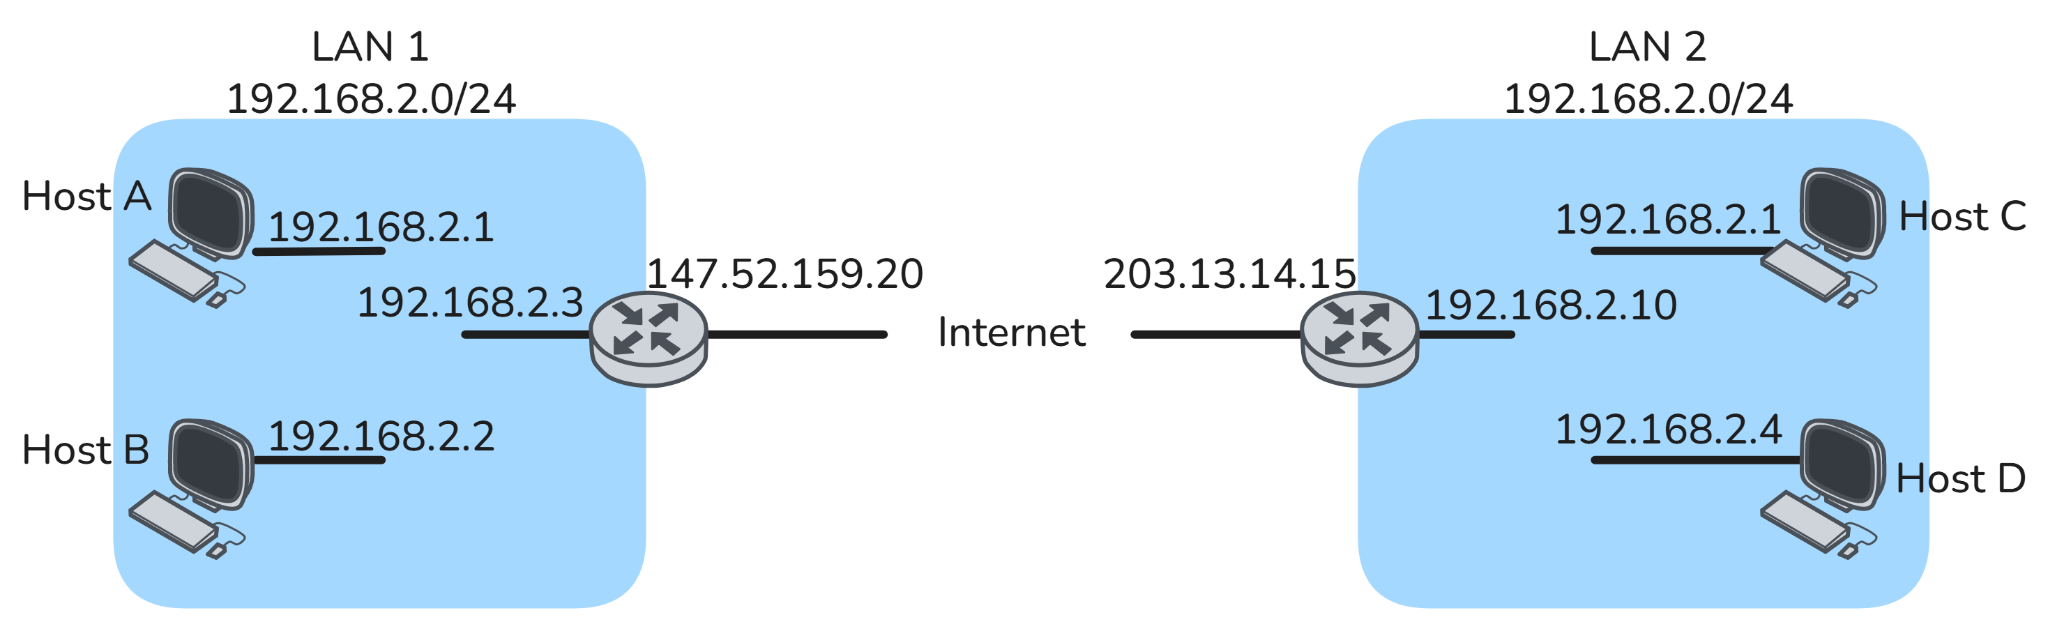 LAN 1
192.168.2.0/24
LAN 2
192.168.2.0/24
Host A
192.168.2.1
192.168.2.3
147.52.159.20
Host B
192.168.2.2
Internet
203.13.14.15
192.168.2.1
Host C
192.168.2.10
192.168.2.4
Host D